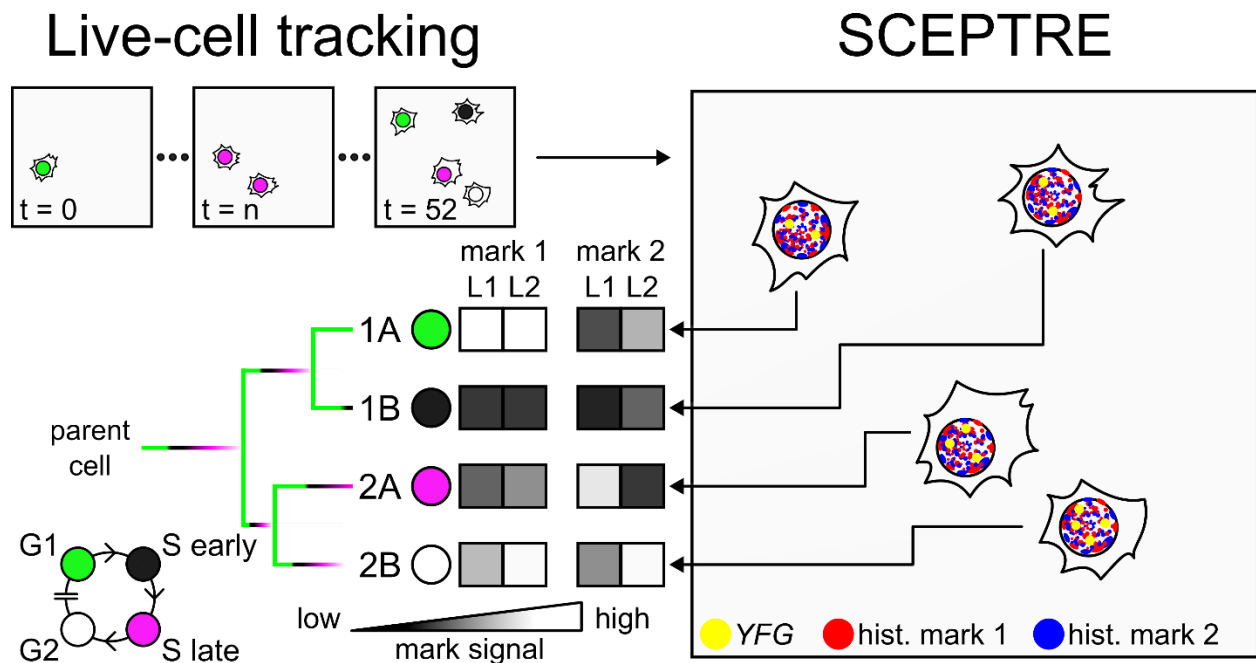 Live-cell tracking
SCEPTRE
t = 0
t = n
t = 52
mark 1
mark 2
L1 L2
L1 L2
1A
1B
parent
cell
2A
2B
G1
S early
G2
S late
low
high
mark signal
YFG
hist. mark 1
hist. mark 2